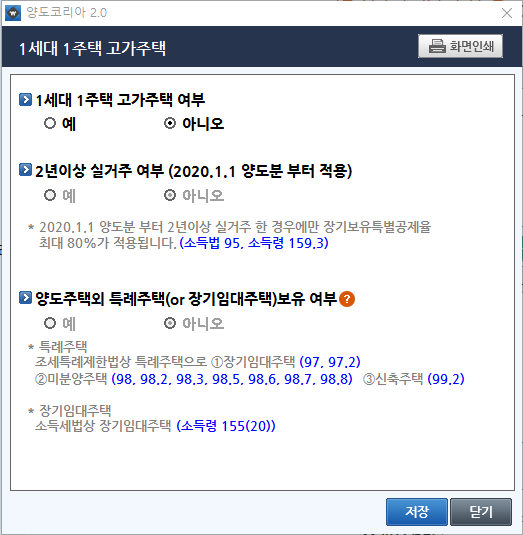 양도코리아 2.0
1세대 1주택 고가주택
화면인쇄
1세대 1주택 고가주택 여부
예 아니오
2년이상 실거주 여부 (2020.1.1 양도분 부터 적용)
예 아니오
* 2020.1.1 양도분 부터 2년이상 실거주 한 경우에만 장기보유특별공제율
최대 80%가 적용됩니다. (소득법 95, 소득령 159.3)
양도주택외 특례주택(or 장기임대주택)보유 여부 ?
예 아니오
* 특례주택
조세특례제한법상 특례주택으로 ①장기임대주택 (97, 97.2)
②미분양주택 (98, 98.2, 98.3, 98.5, 98.6, 98.7, 98.8) ③신축주택 (99.2)
* 장기임대주택
소득세법상 장기임대주택 (소득령 155(20))
저장 닫기